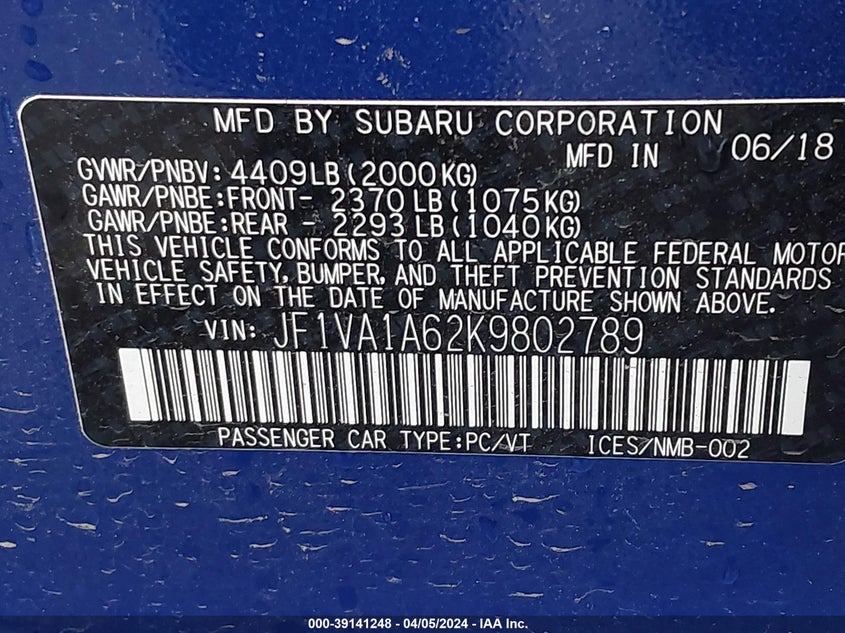 MFD BY SUBARU CORPORATION
MFD IN 06/18
GVWR/PNBV: 4409LB (2000KG)
GAWR/PNBE:FRONT- 2370 LB (1075KG)
GAWR/PNBE:REAR - 2293 LB (1040KG)
THIS VEHICLE CONFORMS TO ALL APPLICABLE FEDERAL MOTOR
VEHICLE SAFETY, BUMPER, AND THEFT PREVENTION STANDARDS
IN EFFECT ON THE DATE OF MANUFACTURE SHOWN ABOVE.
VIN: JF1VA1A62K9802789
PASSENGER CAR TYPE:PC/VT ICES/NMB-002
000-39141248 - 04/05/2024 - IAA Inc.